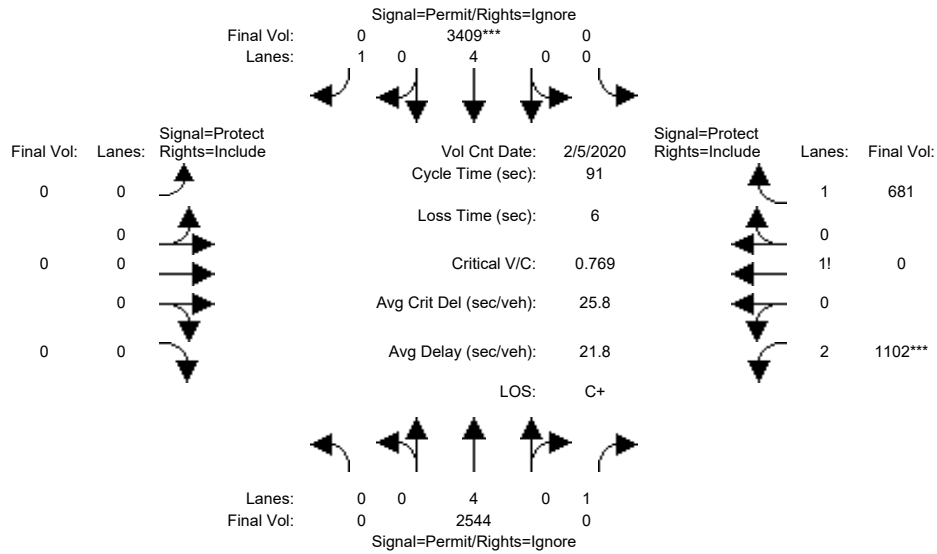 Signal=Permit/Rights=Ignore
Final Vol: 0 3409*** 0
Lanes: 1 0 4 0 0
Signal=Protect Signal=Protect
Final Vol: Lanes: Rights=Include Vol Cnt Date: 2/5/2020 Rights=Include Lanes: Final Vol:
Cycle Time (sec): 91
0 0 1 681
Loss Time (sec): 6
0 0
0 0 Critical V/C: 0.769 1! 0
0 Avg Crit Del (sec/veh): 25.8 0
0 0 Avg Delay (sec/veh): 21.8 2 1102***
LOS: C+
Lanes: 0 0 4 0 1
Final Vol: 0 2544 0
Signal=Permit/Rights=Ignore